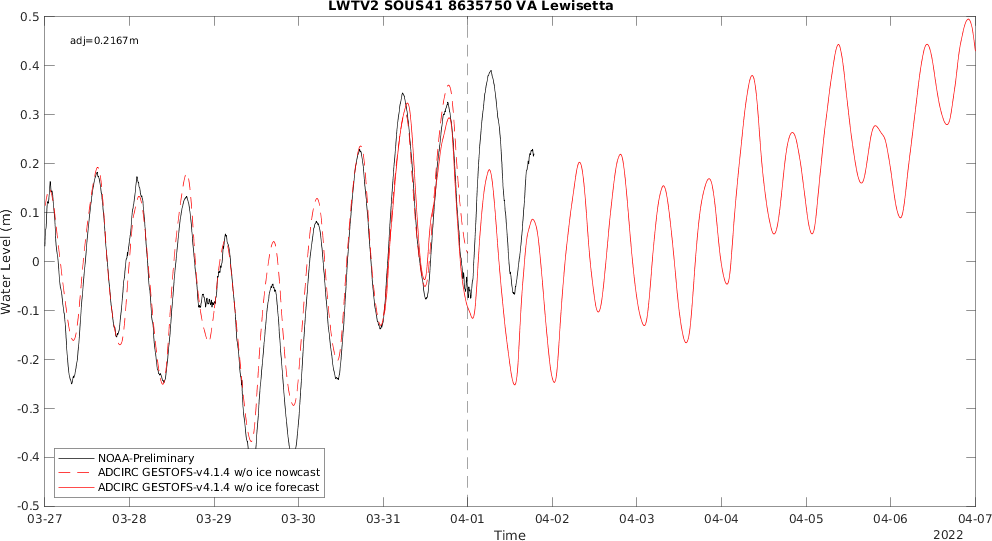 LWTV2 SOUS41 8635750 VA Lewisetta
adj=0.2167m
0.5
0.4
0.3
0.2
0.1
0
-0.1
-0.2
-0.3
-0.4
-0.5
Water Level (m)
NOAA-Preliminary
ADCIRC GESTOFS-v4.1.4 w/o ice nowcast
ADCIRC GESTOFS-v4.1.4 w/o ice forecast
03-27 03-28 03-29 03-30 03-31 04-01 04-02 04-03 04-04 04-05 04-06 04-07
Time
2022